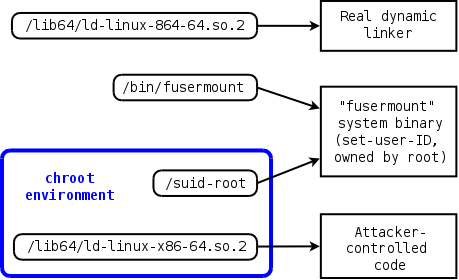 /lib64/ld-linux-864-64.so.2
Real dynamic
linker
/bin/fusermount
"fusermount"
system binary
(set-user-ID,
owned by root)
chroot
environment
/suid-root
/lib64/ld-linux-x86-64.so.2
Attacker-
controlled
code